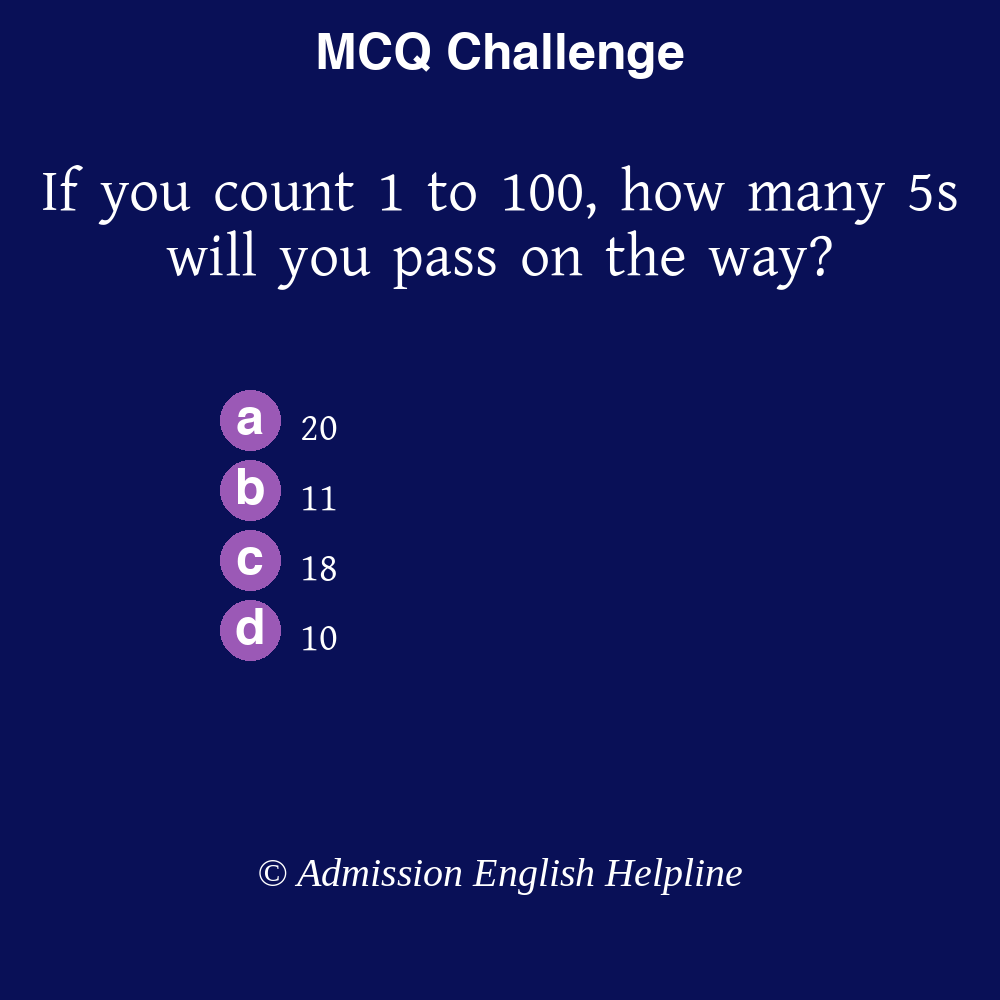 MCQ Challenge
If you count 1 to 100, how many 5s
will you pass on the way?
a 20
b 11
c 18
d 10
© Admission English Helpline